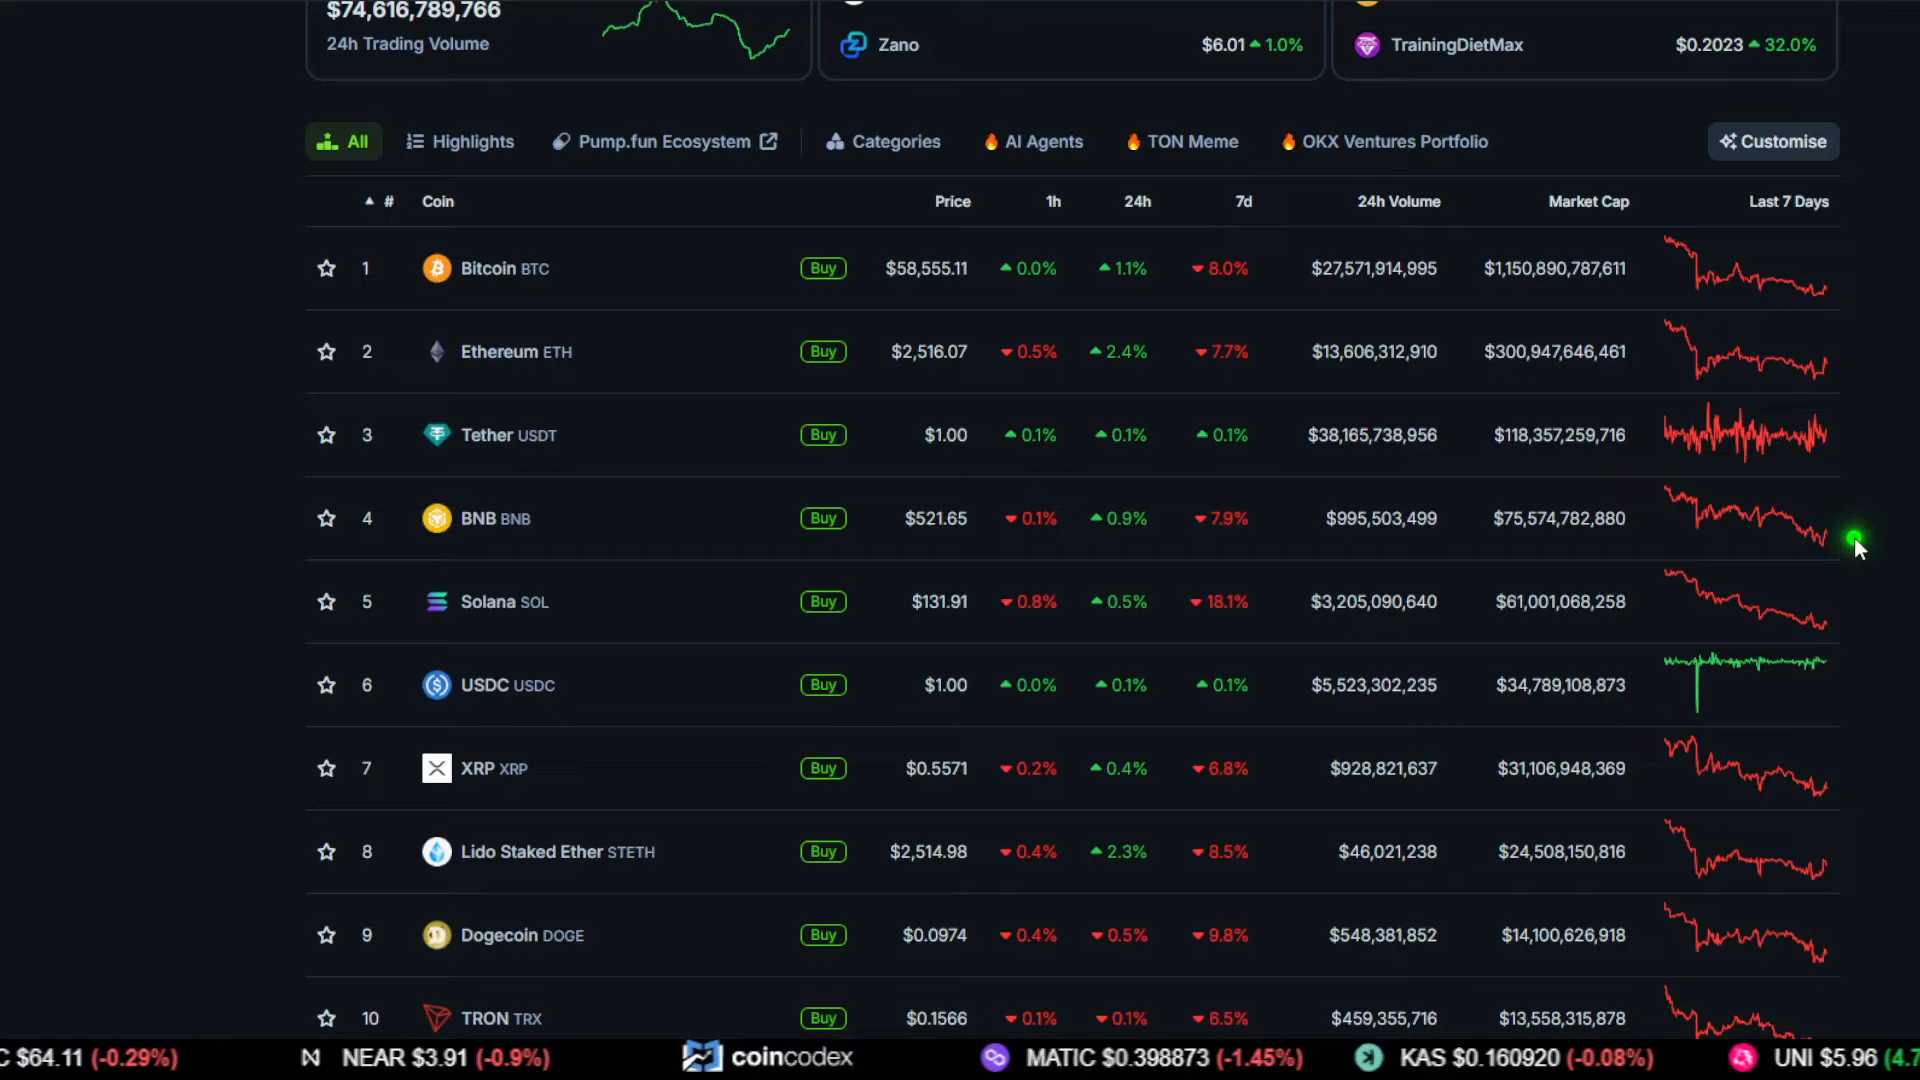 $74,616,789,766
24h Trading Volume
Zano $6.01 1.0%
TrainingDietMax $0.2023 32.0%
All Highlights Pump.fun Ecosystem Categories AI Agents TON Meme OKX Ventures Portfolio Customise
# Coin Price 1h 24h 7d 24h Volume Market Cap Last 7 Days
1 Bitcoin BTC Buy $58,555.11 0.0% 1.1% 8.0% $27,571,914,995 $1,150,890,787,611
2 Ethereum ETH Buy $2,516.07 0.5% 2.4% 7.7% $13,606,312,910 $300,947,646,461
3 Tether USDT Buy $1.00 0.1% 0.1% 0.1% $38,165,738,956 $118,357,259,716
4 BNB BNB Buy $521.65 0.1% 0.9% 7.9% $995,503,499 $75,574,782,880
5 Solana SOL Buy $131.91 0.8% 0.5% 18.1% $3,205,090,640 $61,001,068,258
6 USDC USDC Buy $1.00 0.0% 0.1% 0.1% $5,523,302,235 $34,789,108,873
7 XRP XRP Buy $0.5571 0.2% 0.4% 6.8% $928,821,637 $31,106,948,369
8 Lido Staked Ether STETH Buy $2,514.98 0.4% 2.3% 8.5% $46,021,238 $24,508,150,816
9 Dogecoin DOGE Buy $0.0974 0.4% 0.5% 9.8% $548,381,852 $14,100,626,918
10 TRON TRX Buy $0.1566 0.1% 0.1% 6.5% $459,355,716 $13,558,315,878
C $64.11 (-0.29%) NEAR $3.91 (-0.9%) coincodex MATIC $0.398873 (-1.45%) KAS $0.160920 (-0.08%) UNI $5.96 (4.7